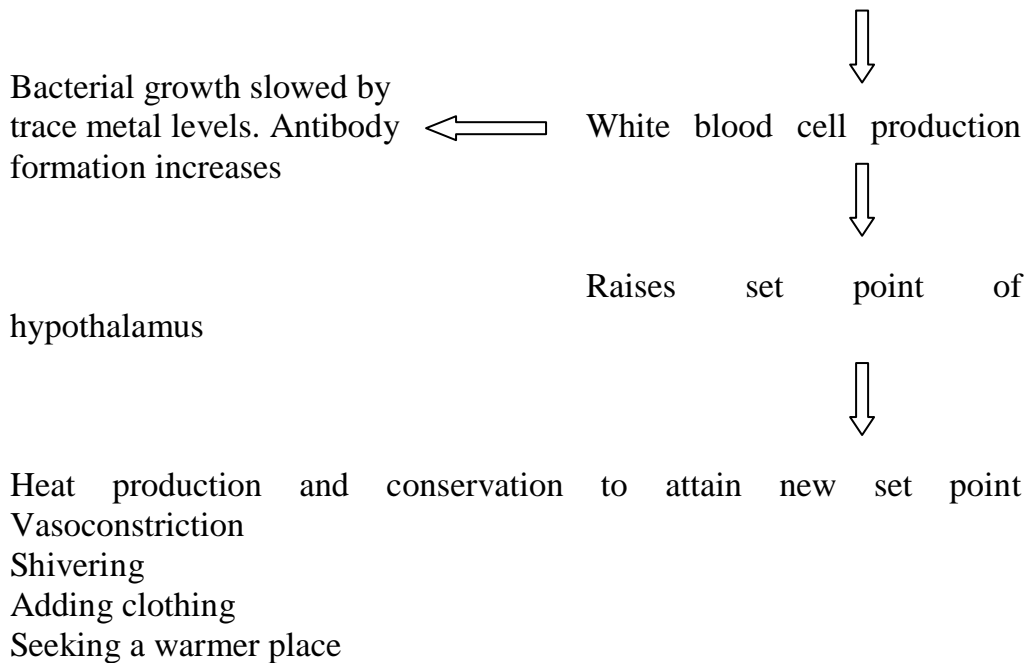 Bacterial growth slowed by
trace metal levels. Antibody White blood cell production
formation increases
Raises set point of
hypothalamus
Heat production and conservation to attain new set point
Vasoconstriction
Shivering
Adding clothing
Seeking a warmer place